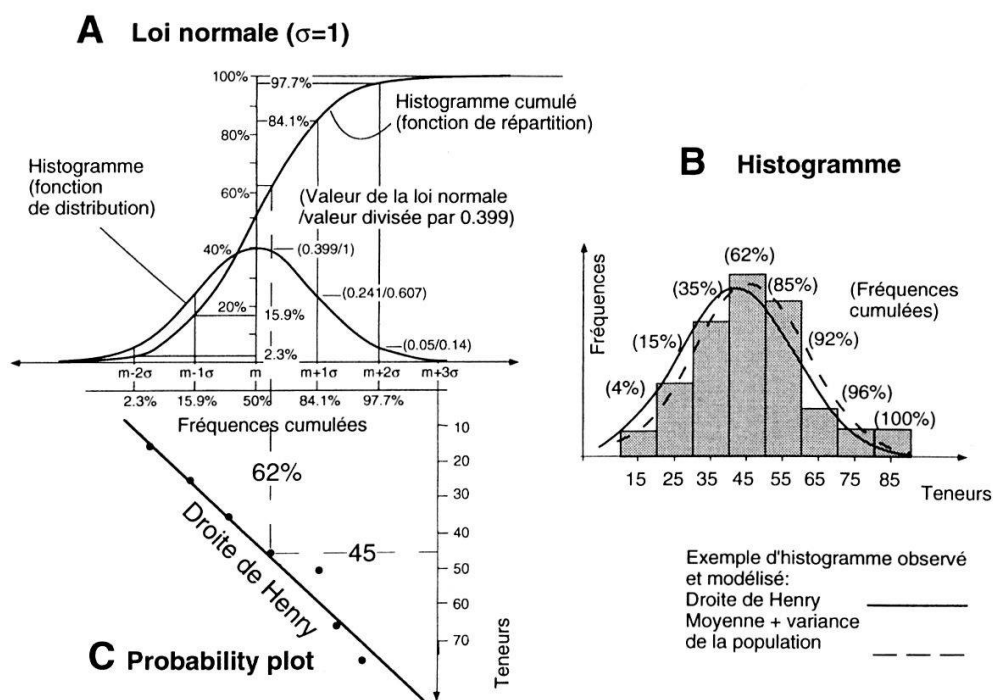 A Loi normale (σ=1)
100%
97.7%
Histogramme cumulé
(fonction de répartition)
84.1%
80%
Histogramme
(fonction
de distribution)
60%
(Valeur de la loi normale
/valeur divisée par 0.399)
40%
(0.399/1)
(0.241/0.607)
20%
15.9%
(0.05/0.14)
2.3%
m-2σ m-1σ m m+1σ m+2σ m+3σ
2.3% 15.9% 50% 84.1% 97.7%
Fréquences cumulées
10
20
30
40
50
60
70
Teneurs
62%
45
Droite de Henry
C Probability plot
B Histogramme
Fréquences
(4%)
(15%)
(35%)
(62%)
(85%)
(92%)
(96%)
(100%)
(Fréquences
cumulées)
15 25 35 45 55 65 75 85
Teneurs
Exemple d'histogramme observé
et modélisé:
Droite de Henry
Moyenne + variance
de la population